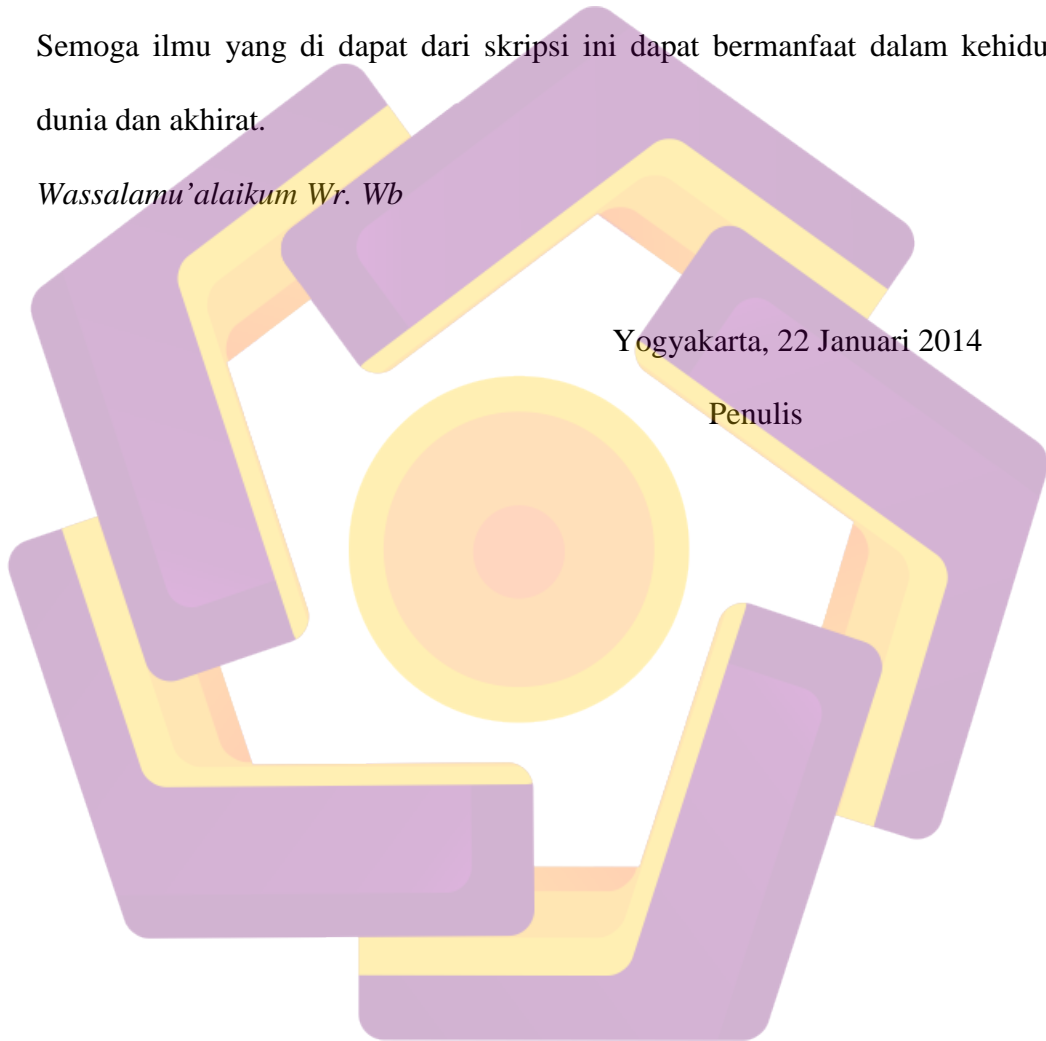 Semoga ilmu yang di dapat dari skripsi ini dapat bermanfaat dalam kehidu
dunia dan akhirat.
Wassalamu’alaikum Wr. Wb
Yogyakarta, 22 Januari 2014
Penulis